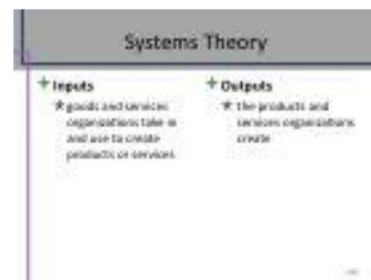 Systems Theory
+ Inputs
* goods and services
organizations take in
and use to create
products or services
+ Outputs
* the products and
services organizations
create